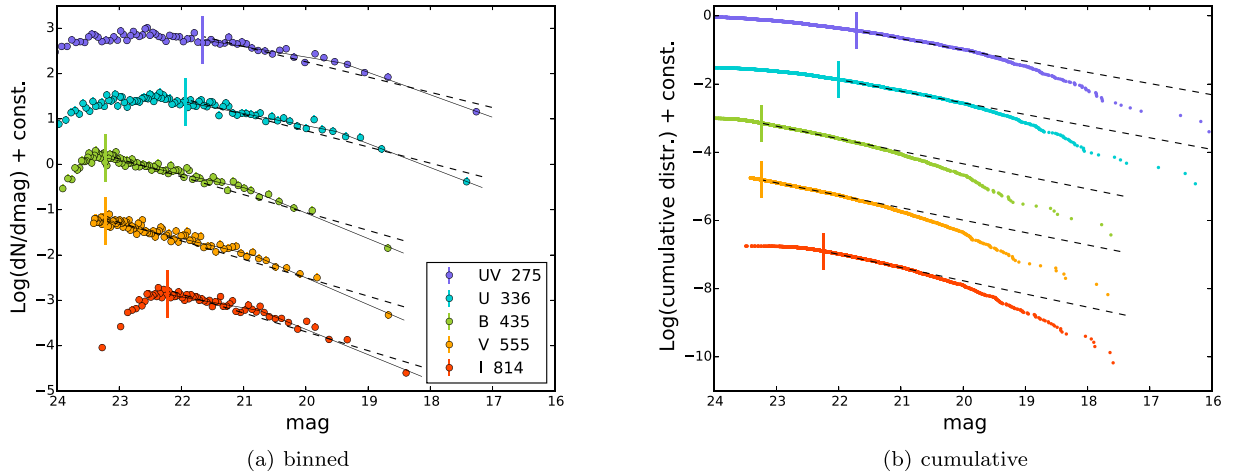 Log(dN/dmag) + const.
3
2
1
0
−1
−2
−3
−4
−5
24 23 22 21 20 19 18 17 16
mag
UV 275
U 336
B 435
V 555
I 814
(a) binned
Log(cumulative distr.) + const.
0
−2
−4
−6
−8
−10
24 23 22 21 20 19 18 17 16
mag
(b) cumulative